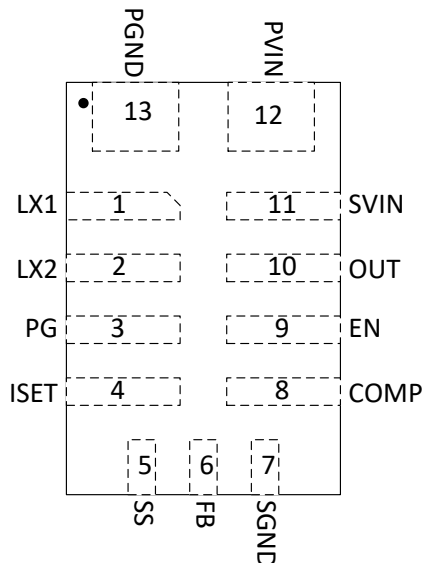 PGND PVIN
13 12
LX1 1 11 SVIN
LX2 2 10 OUT
PG 3 9 EN
ISET 4 8 COMP
5 6 7
SS FB SGND